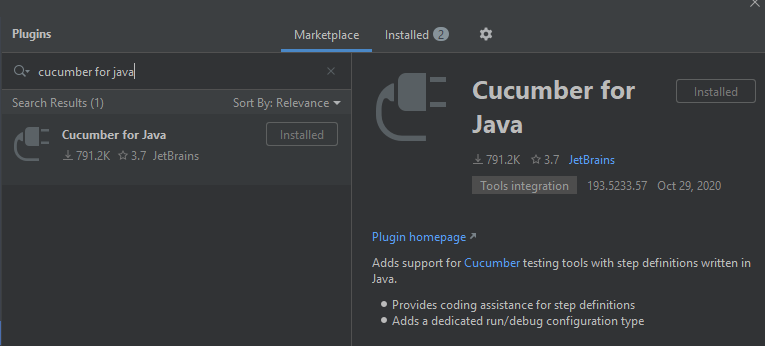 Plugins
Marketplace
Installed 2
cucumber for java
Search Results (1)
Sort By: Relevance
Cucumber for Java
Installed
791.2K 3.7 JetBrains
Cucumber for
Java
Installed
791.2K 3.7 JetBrains
Tools integration 193.5233.57 Oct 29, 2020
Plugin homepage
Adds support for Cucumber testing tools with step definitions written in
Java.
Provides coding assistance for step definitions
Adds a dedicated run/debug configuration type